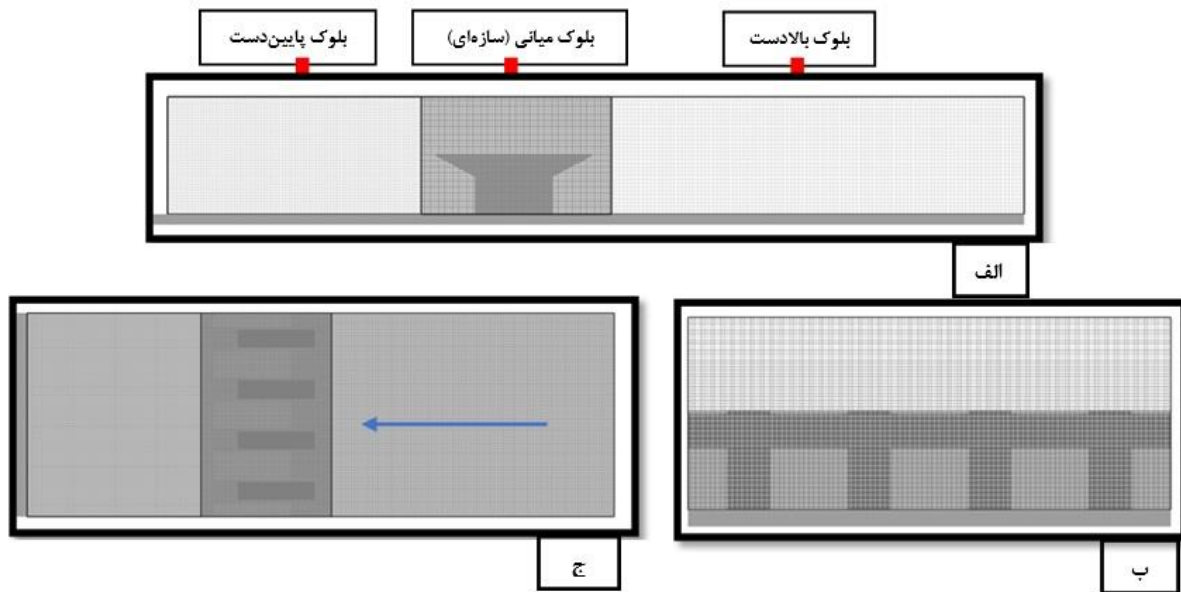 بلوک بالادست
بلوک میانی (سازه‌ای)
بلوک پایین‌دست
الف
ب
ج